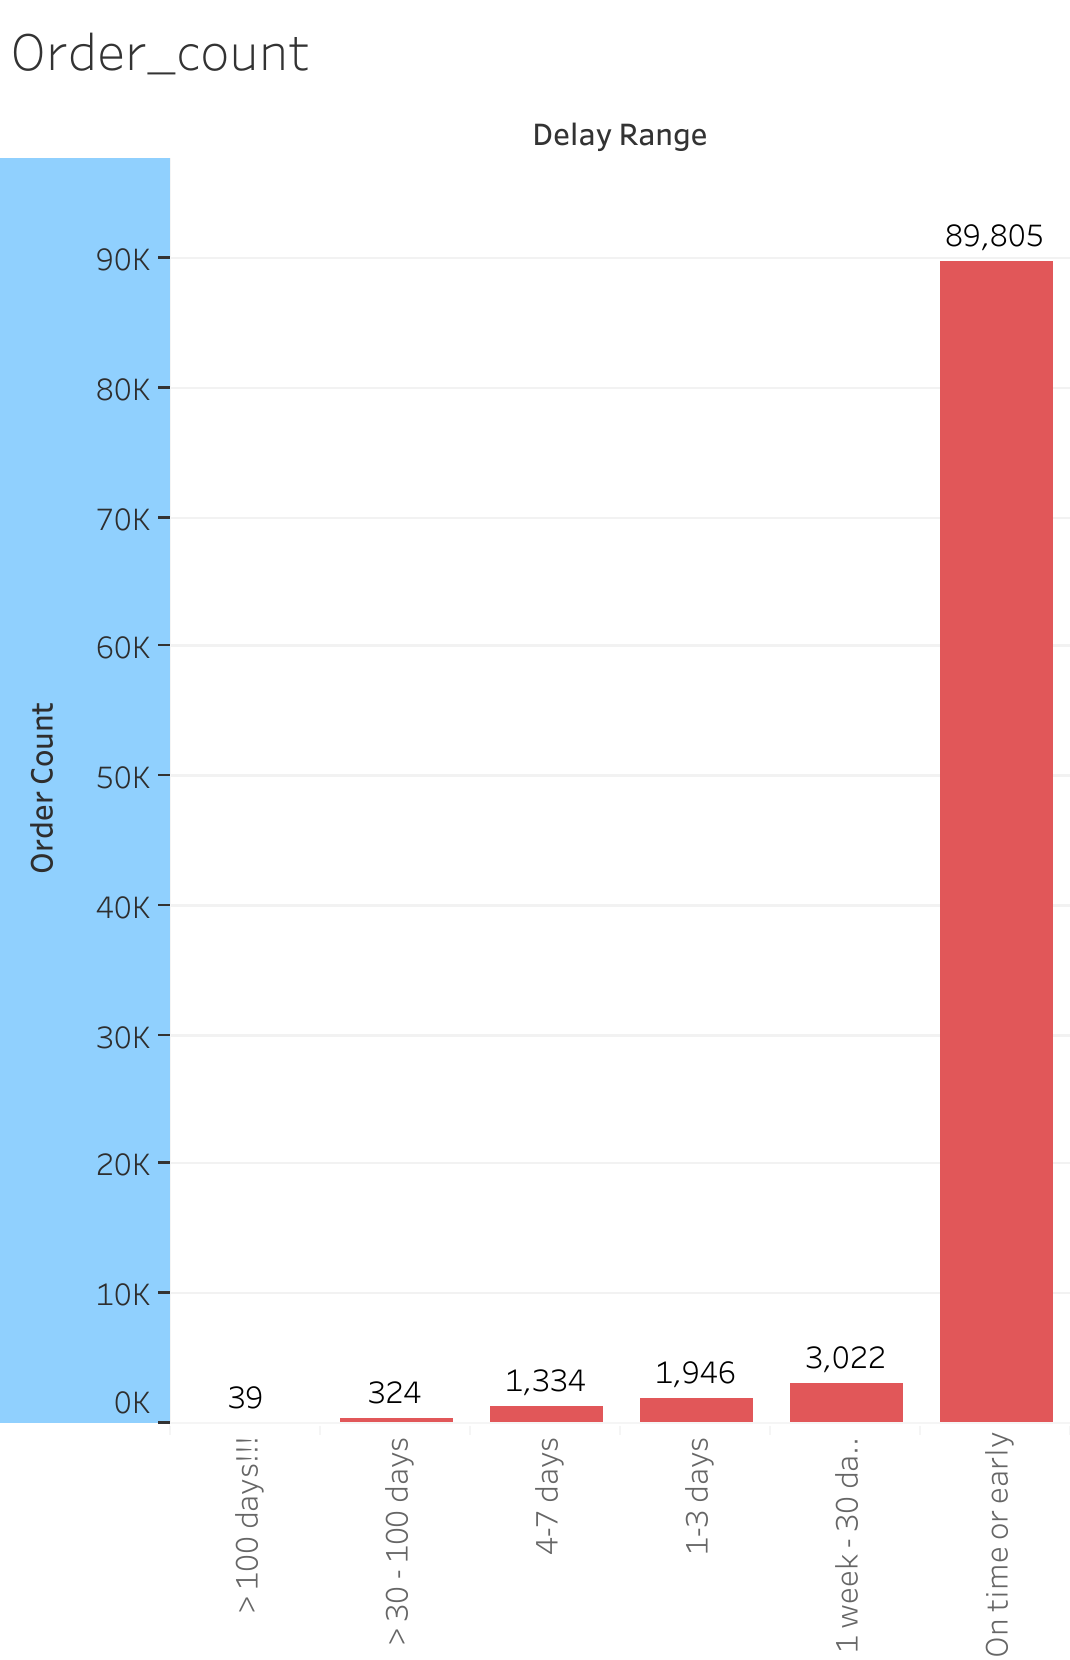 Order_count
Delay Range
Order Count
90K
80K
70K
60K
50K
40K
30K
20K
10K
0K
39
324
1,334
1,946
3,022
89,805
> 100 days!!!
> 30 - 100 days
4-7 days
1-3 days
1 week - 30 da..
On time or early